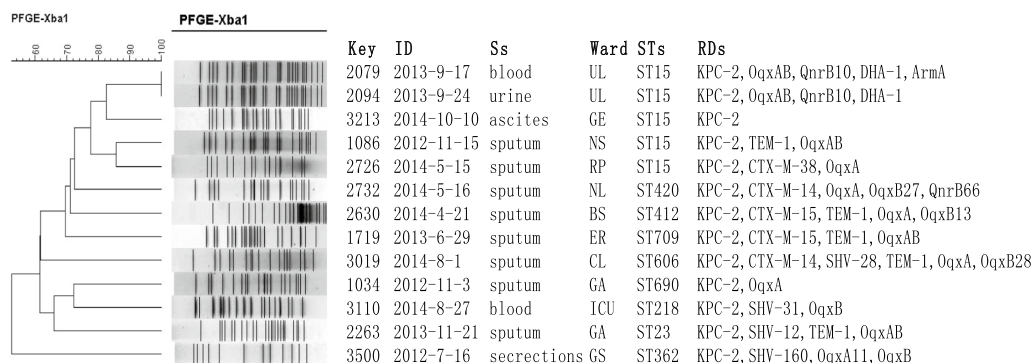 PFGE-Xba1 PFGE-Xba1
60 70 80 90 100
Key ID Ss Ward STs RDs
2079 2013-9-17 blood UL ST15 KPC-2,OqxAB,QnrB10,DHA-1,ArmA
2094 2013-9-24 urine UL ST15 KPC-2,OqxAB,QnrB10,DHA-1
3213 2014-10-10 ascites GE ST15 KPC-2
1086 2012-11-15 sputum NS ST15 KPC-2,TEM-1,OqxAB
2726 2014-5-15 sputum RP ST15 KPC-2,CTX-M-38,OqxA
2732 2014-5-16 sputum NL ST420 KPC-2,CTX-M-14,OqxA,OqxB27,QnrB66
2630 2014-4-21 sputum BS ST412 KPC-2,CTX-M-15,TEM-1,OqxA,OqxB13
1719 2013-6-29 sputum ER ST709 KPC-2,CTX-M-15,TEM-1,OqxAB
3019 2014-8-1 sputum CL ST606 KPC-2,CTX-M-14,SHV-28,TEM-1,OqxA,OqxB28
1034 2012-11-3 sputum GA ST690 KPC-2,OqxA
3110 2014-8-27 blood ICU ST218 KPC-2,SHV-31,OqxB
2263 2013-11-21 sputum GA ST23 KPC-2,SHV-12,TEM-1,OqxAB
3500 2012-7-16 secrections GS ST362 KPC-2,SHV-160,OqxA11,OqxB